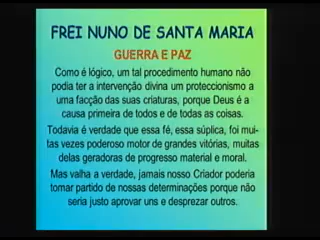 FREI NUNO DE SANTA MARIA
GUERRA E PAZ
Como é lógico, um tal procedimento humano não
podia ter a intervenção divina um proteccionismo a
uma facção das suas criaturas, porque Deus é a
causa primeira de todos e de todas as coisas.
Todavia é verdade que essa fé, essa súplica, foi mui-
tas vezes poderoso motor de grandes vitórias, muitas
delas geradoras de progresso material e moral.
Mas valha a verdade, jamais nosso Criador poderia
tomar partido de nossas determinações porque não
seria justo aprovar uns e desprezar outros.